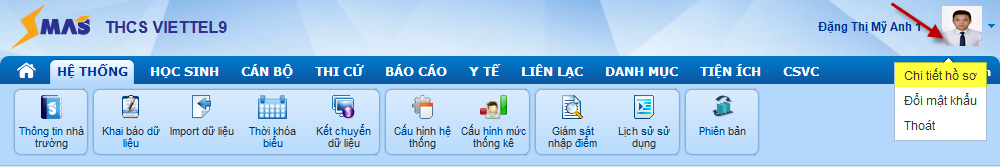 SMAS THCS VIETTEL9
Đặng Thị Mỹ Anh 1
HỆ THỐNG HỌC SINH CÁN BỘ THI CỬ BÁO CÁO Y TẾ LIÊN LẠC DANH MỤC TIỆN ÍCH CSVC
Chi tiết hồ sơ
Đổi mật khẩu
Thoát
Thông tin nhà
trường
Khai báo dữ
liệu
Import dữ liệu
Thời khóa
biểu
Kết chuyển
dữ liệu
Cấu hình hệ
thống
Cấu hình mức
thống kê
Giám sát
nhập điểm
Lịch sử sử
dụng
Phiên bản